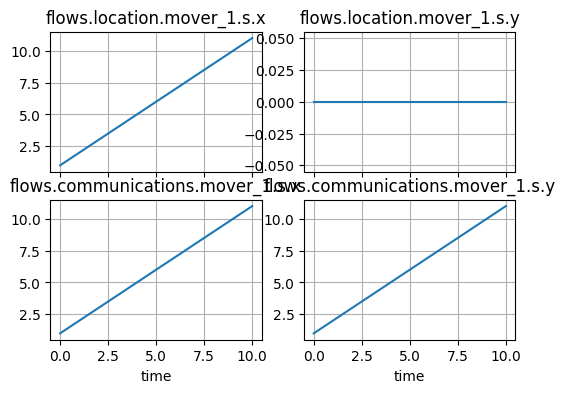 flows.location.mover_1.s.x
flows.location.mover_1.s.y
10.0
7.5
5.0
2.5
0.050
0.025
0.000
−0.025
−0.050
flows.communications.mover_1.s.x
flows.communications.mover_1.s.y
10.0
7.5
5.0
2.5
0.0 2.5 5.0 7.5 10.0
time
10.0
7.5
5.0
2.5
0.0 2.5 5.0 7.5 10.0
time